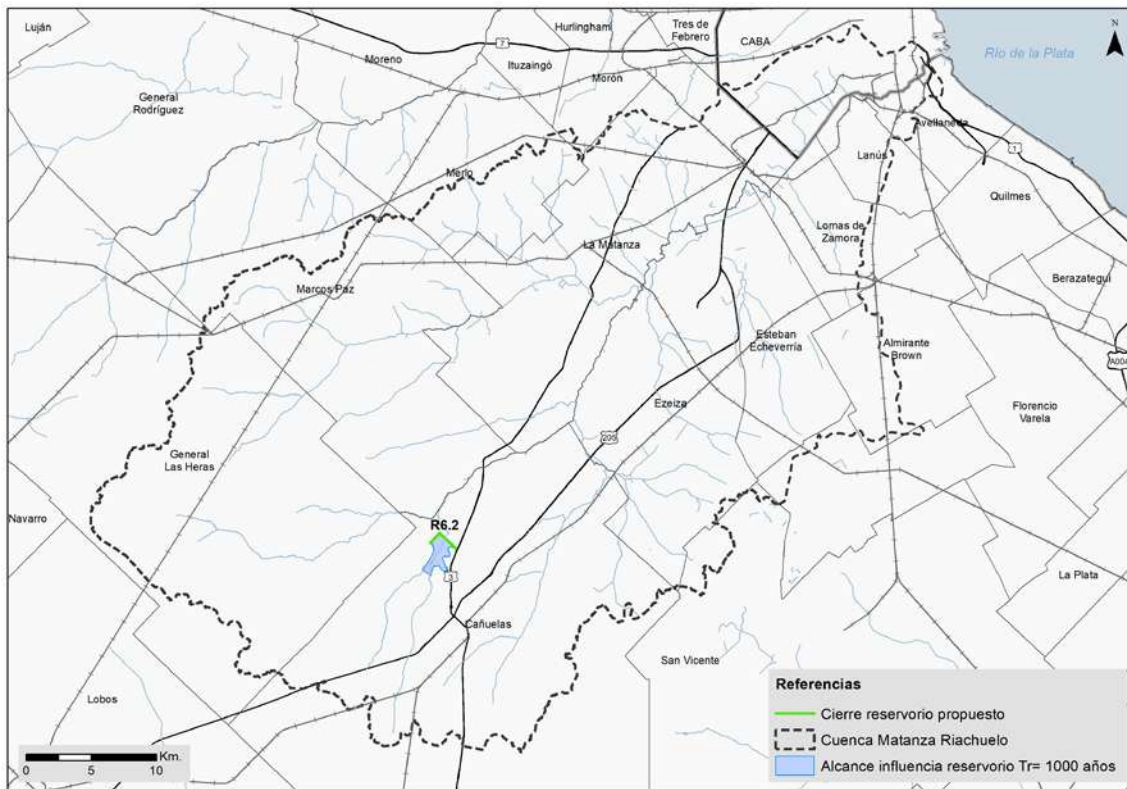 Luján
Hurlingham
Tres de
Febrero
CABA
N
Río de la Plata
7
Moreno
Ituzaingó
Morón
General
Rodríguez
Avellaneda
1
Lanús
Merlo
Quilmes
Lomas de
Zamora
La Matanza
Berazategui
Marcos Paz
Esteban
Echeverría
Almirante
Brown
A004
Ezeiza
Florencio
Varela
205
General
Las Heras
Navarro
R6.2
3
La Plata
Cañuelas
San Vicente
Lobos
Referencias
Cierre reservorio propuesto
Cuenca Matanza Riachuelo
Alcance influencia reservorio Tr= 1000 años
Km.
0 5 10